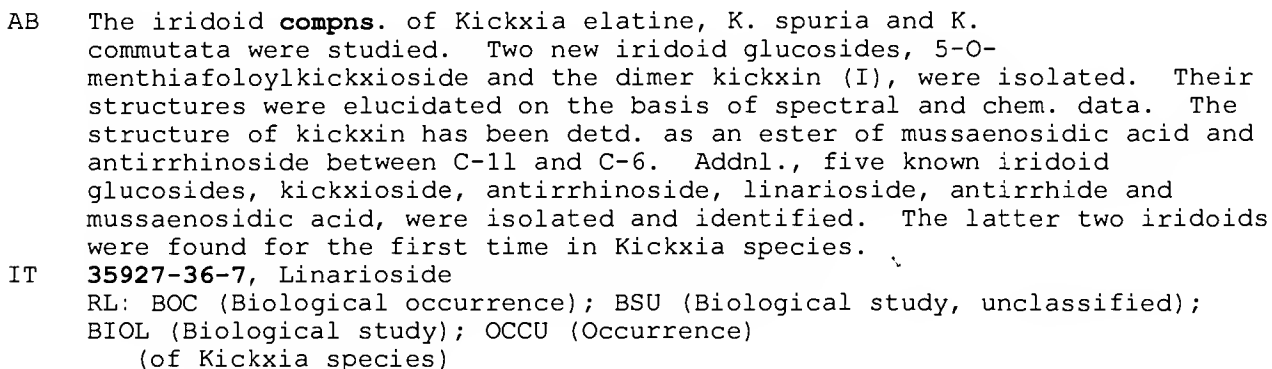 AB The iridoid compns. of Kickxia elatine, K. spuria and K.
commutata were studied. Two new iridoid glucosides, 5-O-
menthiafoloylkickxioside and the dimer kickxin (I), were isolated. Their
structures were elucidated on the basis of spectral and chem. data. The
structure of kickxin has been detd. as an ester of mussaenosidic acid and
antirrhinoside between C-11 and C-6. Addnl., five known iridoid
glucosides, kickxioside, antirrhinoside, linarioside, antirrhide and
mussaenosidic acid, were isolated and identified. The latter two iridoids
were found for the first time in Kickxia species.
IT 35927-36-7, Linarioside
RL: BOC (Biological occurrence); BSU (Biological study, unclassified);
BIOL (Biological study); OCCU (Occurrence)
(of Kickxia species)